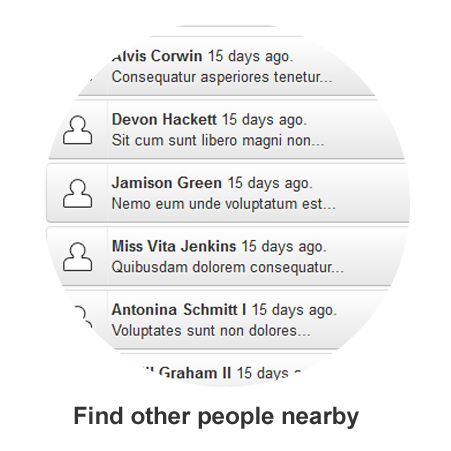 Alvis Corwin 15 days ago.
Consequatur asperiores tenetur...
Devon Hackett 15 days ago.
Sit cum sunt libero magni non...
Jamison Green 15 days ago.
Nemo eum unde voluptatum est...
Miss Vita Jenkins 15 days ago.
Quibusdam dolorem consequatur...
Antonina Schmitt I 15 days ago.
Voluptates sunt non dolores...
Graham II 15 days
Find other people nearby